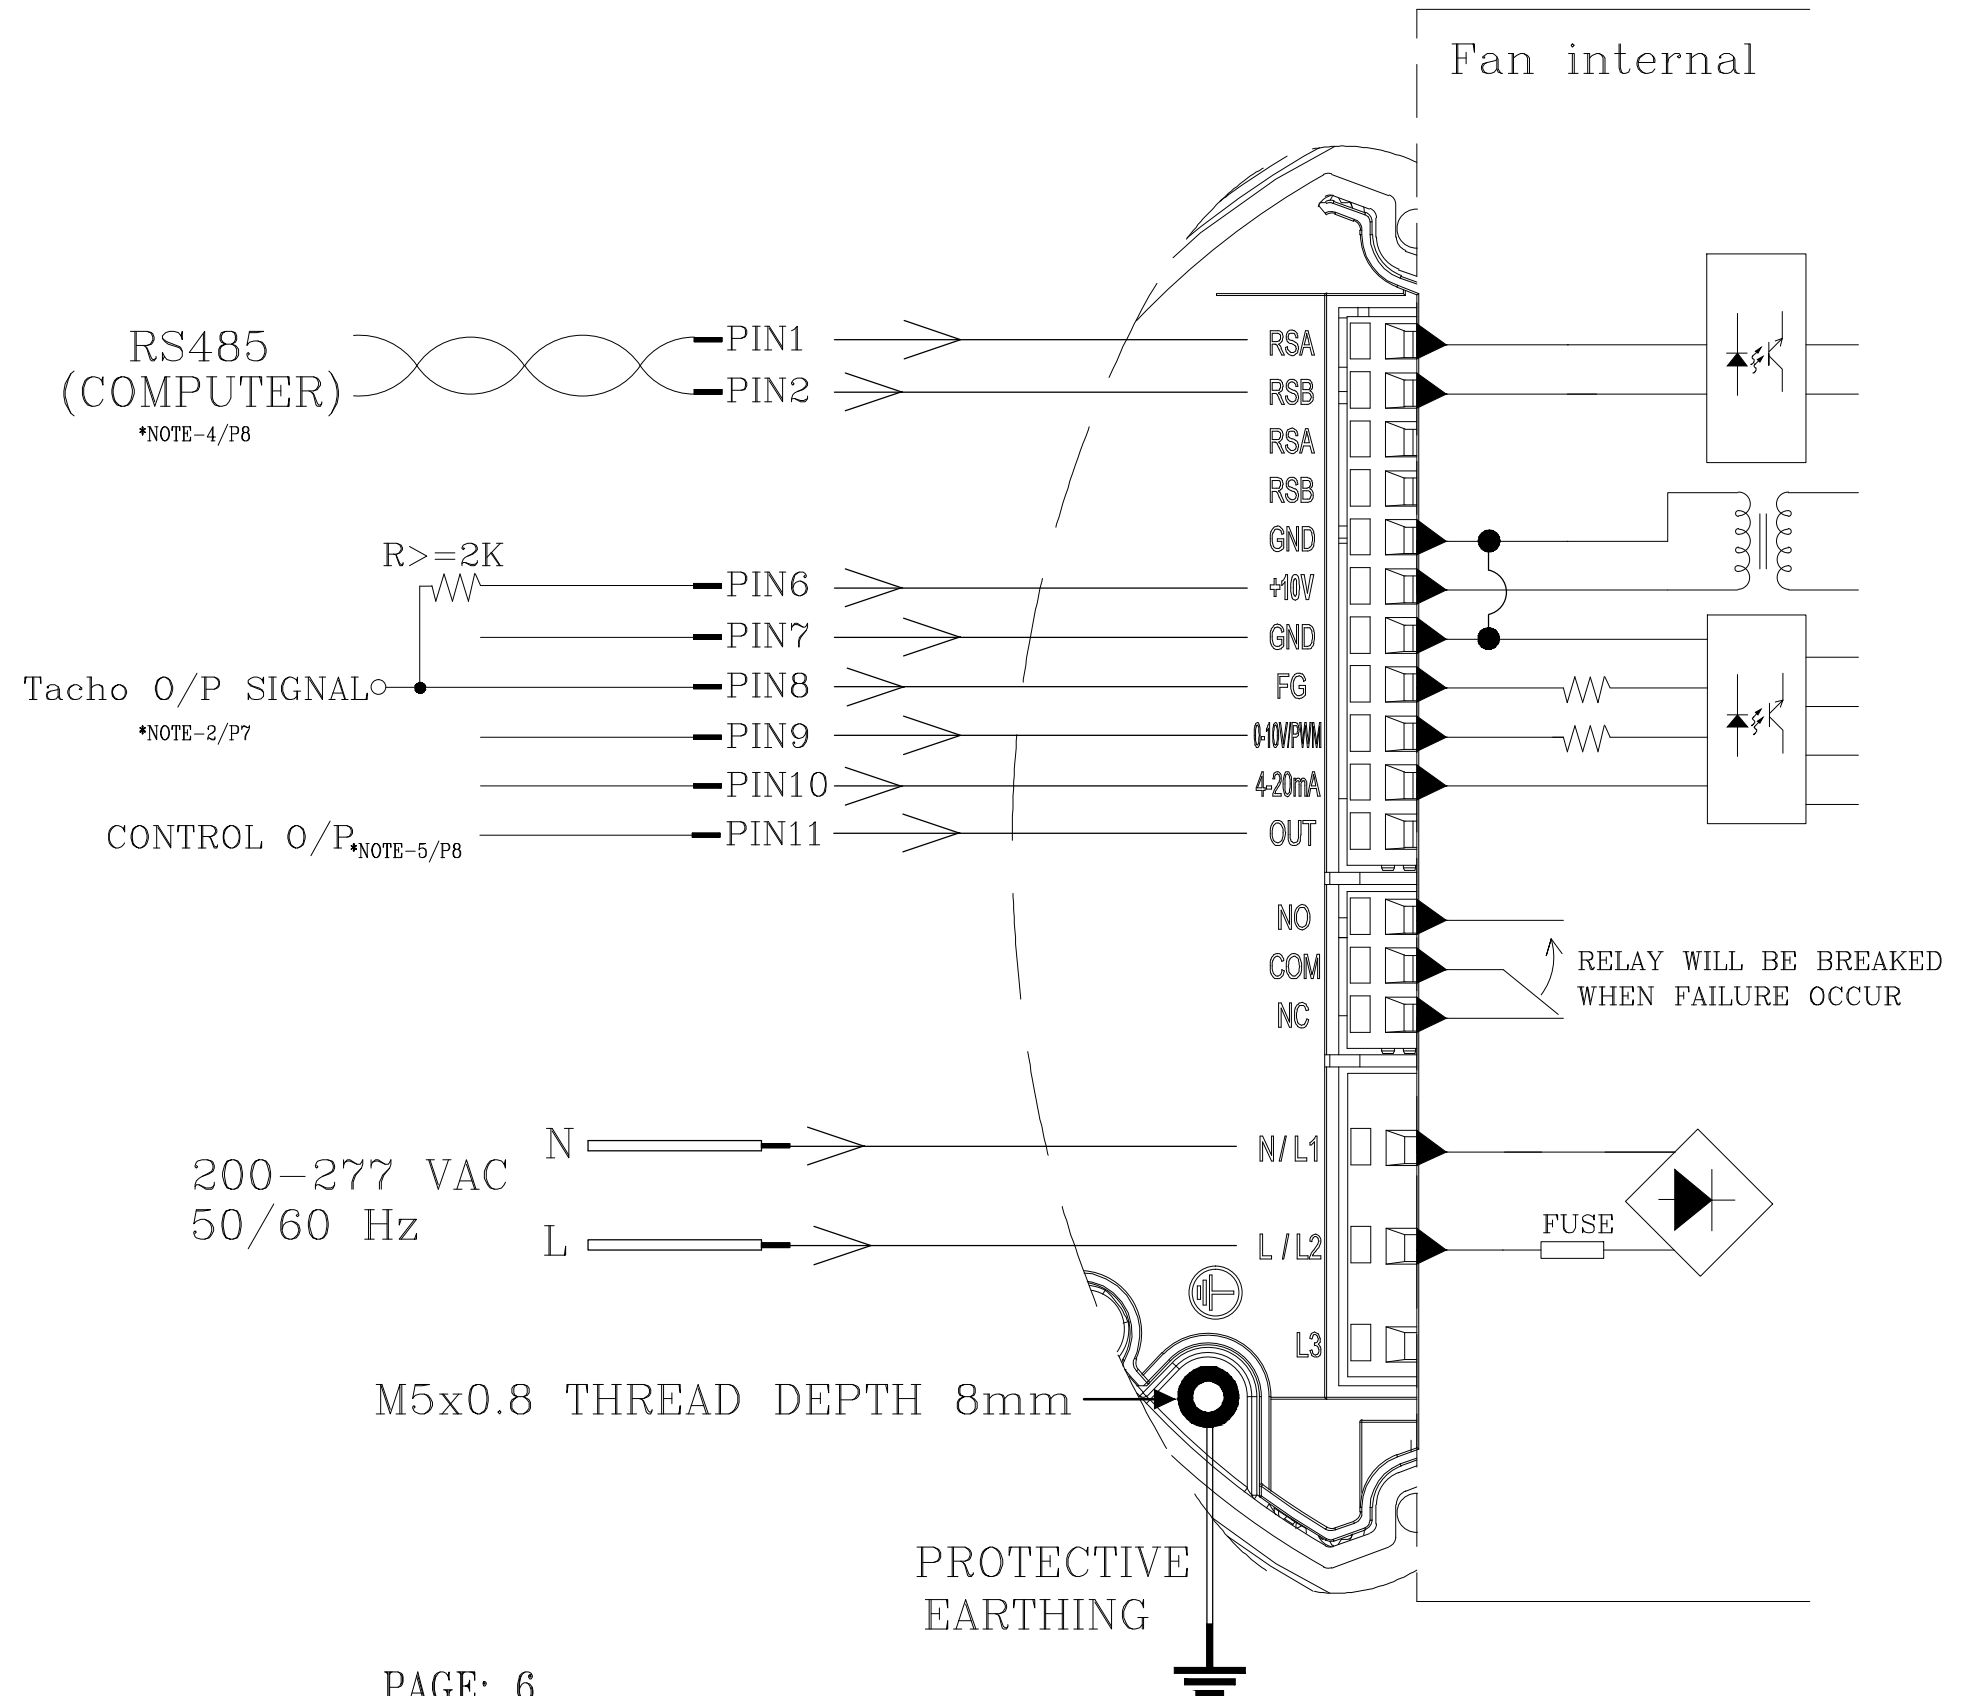 Fan internal
RS485
(COMPUTER)
*NOTE-4/P8
PIN1
PIN2
RSA
RSB
RSA
RSB
GND
R>=2K
PIN6
+10V
PIN7
GND
Tacho O/P SIGNAL
*NOTE-2/P7
PIN8
FG
PIN9
0-10V/PWM
PIN10
4-20mA
CONTROL O/P
*NOTE-5/P8
PIN11
OUT
NO
COM
NC
RELAY WILL BE BREAKED
WHEN FAILURE OCCUR
200-277 VAC
50/60 Hz
N
N/L1
L
L/L2
FUSE
L3
M5x0.8 THREAD DEPTH 8mm
PROTECTIVE
EARTHING
PAGE: 6